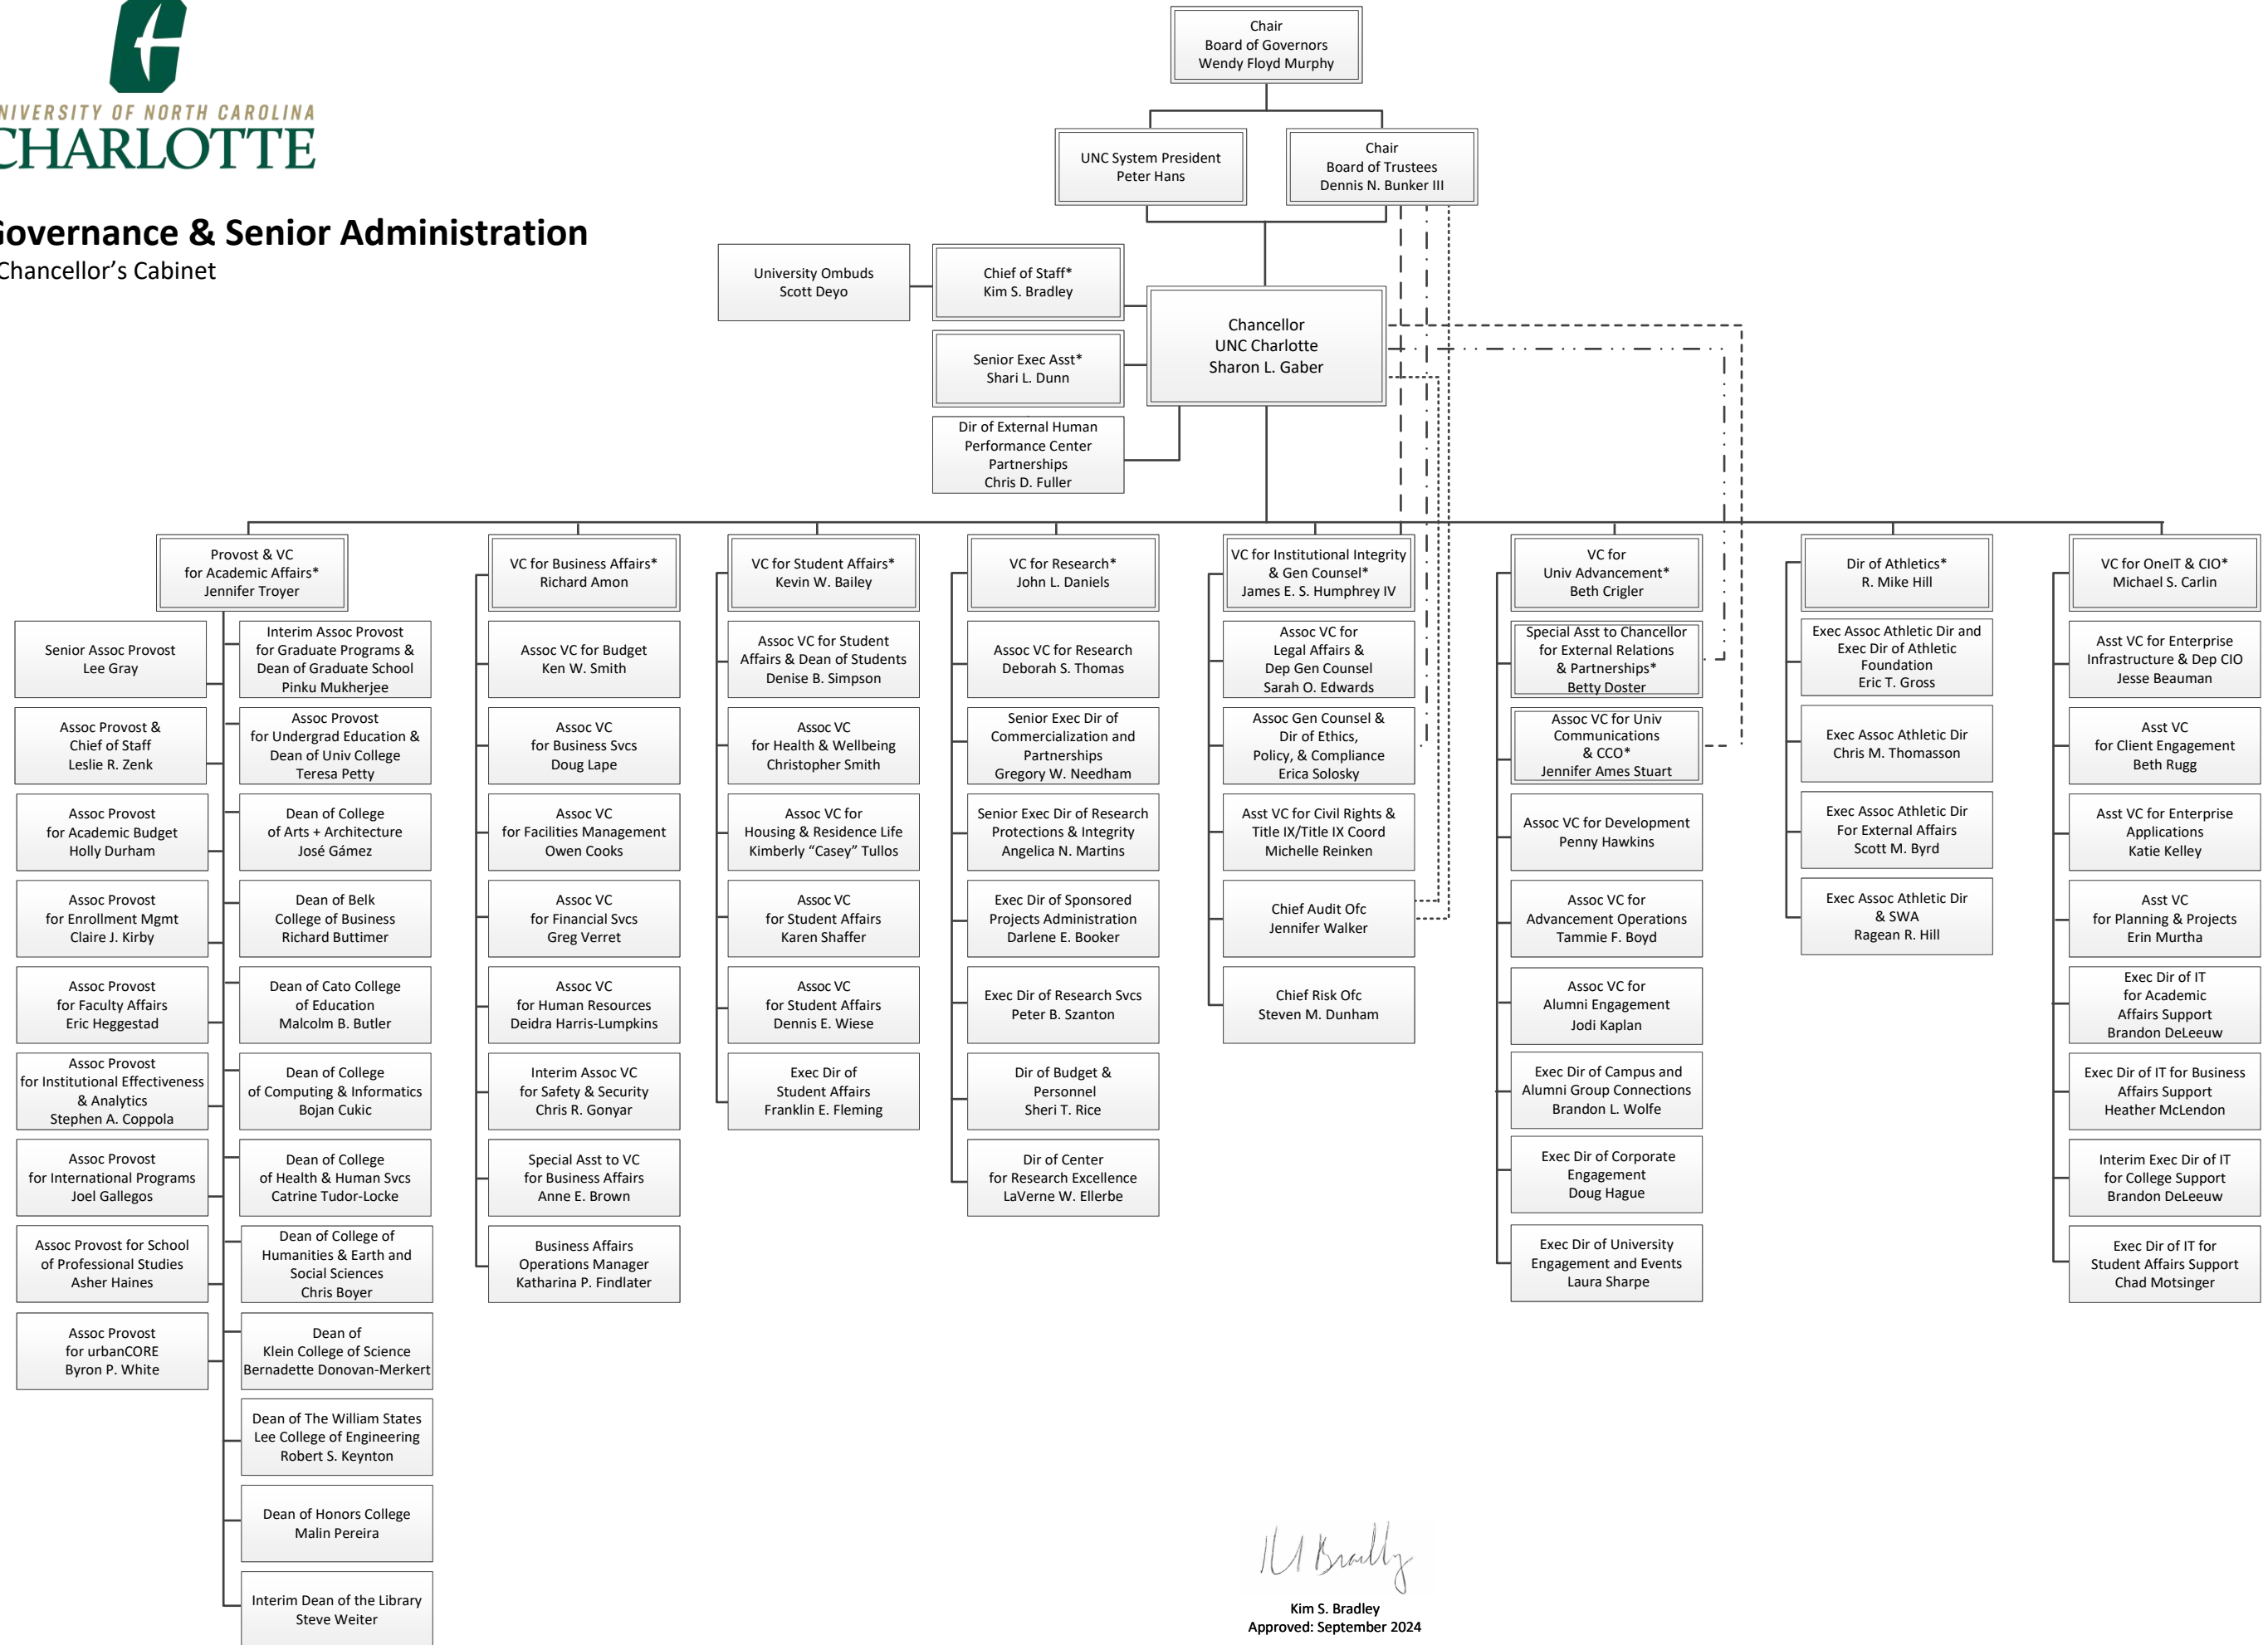 NIVERSITY OF NORTH CAROLINA
CHARLOTTE
Governance & Senior Administration
Chancellor's Cabinet
Chair
Board of Governors
Wendy Floyd Murphy
UNC System President
Peter Hans
Chair
Board of Trustees
Dennis N. Bunker III
University Ombuds
Scott Deyo
Chief of Staff*
Kim S. Bradley
Senior Exec Asst*
Shari L. Dunn
Dir of External Human
Performance Center
Partnerships
Chris D. Fuller
Chancellor
UNC Charlotte
Sharon L. Gaber
Provost & VC
for Academic Affairs*
Jennifer Troyer
Senior Assoc Provost
Lee Gray
Assoc Provost &
Chief of Staff
Leslie R. Zenk
Assoc Provost
for Academic Budget
Holly Durham
Assoc Provost
for Enrollment Mgmt
Claire J. Kirby
Assoc Provost
for Faculty Affairs
Eric Heggestad
Assoc Provost
for Institutional Effectiveness
& Analytics
Stephen A. Coppola
Assoc Provost
for International Programs
Joel Gallegos
Assoc Provost for School
of Professional Studies
Asher Haines
Assoc Provost
for urbanCORE
Byron P. White
Interim Assoc Provost
for Graduate Programs &
Dean of Graduate School
Pinku Mukherjee
Assoc Provost
for Undergrad Education &
Dean of Univ College
Teresa Petty
Dean of College
of Arts + Architecture
José Gámez
Dean of Belk
College of Business
Richard Buttimer
Dean of Cato College
of Education
Malcolm B. Butler
Dean of College
of Computing & Informatics
Bojan Cukic
Dean of College
of Health & Human Svcs
Catrine Tudor-Locke
Dean of College of
Humanities & Earth and
Social Sciences
Chris Boyer
Dean of
Klein College of Science
Bernadette Donovan-Merkert
Dean of The William States
Lee College of Engineering
Robert S. Keynton
Dean of Honors College
Malin Pereira
Interim Dean of the Library
Steve Weiter
VC for Business Affairs*
Richard Amon
Assoc VC for Budget
Ken W. Smith
Assoc VC
for Business Svcs
Doug Lape
Assoc VC
for Facilities Management
Owen Cooks
Assoc VC
for Financial Svcs
Greg Verret
Assoc VC
for Human Resources
Deidra Harris-Lumpkins
Interim Assoc VC
for Safety & Security
Chris R. Gonyar
Special Asst to VC
for Business Affairs
Anne E. Brown
Business Affairs
Operations Manager
Katharina P. Findlater
VC for Student Affairs*
Kevin W. Bailey
Assoc VC for Student
Affairs & Dean of Students
Denise B. Simpson
Assoc VC
for Health & Wellbeing
Christopher Smith
Assoc VC for
Housing & Residence Life
Kimberly “Casey” Tullos
Assoc VC
for Student Affairs
Karen Shaffer
Assoc VC
for Student Affairs
Dennis E. Wiese
Exec Dir of
Student Affairs
Franklin E. Fleming
VC for Research*
John L. Daniels
Assoc VC for Research
Deborah S. Thomas
Senior Exec Dir of
Commercialization and
Partnerships
Gregory W. Needham
Senior Exec Dir of Research
Protections & Integrity
Angelica N. Martins
Exec Dir of Sponsored
Projects Administration
Darlene E. Booker
Exec Dir of Research Svcs
Peter B. Szanton
Dir of Budget &
Personnel
Sheri T. Rice
Dir of Center
for Research Excellence
LaVerne W. Ellerbe
VC for Institutional Integrity
& Gen Counsel*
James E. S. Humphrey IV
Assoc VC for
Legal Affairs &
Dep Gen Counsel
Sarah O. Edwards
Assoc Gen Counsel &
Dir of Ethics,
Policy, & Compliance
Erica Solosky
Asst VC for Civil Rights &
Title IX/Title IX Coord
Michelle Reinken
Chief Audit Ofc
Jennifer Walker
Chief Risk Ofc
Steven M. Dunham
VC for
Univ Advancement*
Beth Crigler
Special Asst to Chancellor
for External Relations
& Partnerships*
Betty Doster
Assoc VC for Univ
Communications
& CCO*
Jennifer Ames Stuart
Assoc VC for Development
Penny Hawkins
Assoc VC for
Advancement Operations
Tammie F. Boyd
Assoc VC for
Alumni Engagement
Jodi Kaplan
Exec Dir of Campus and
Alumni Group Connections
Brandon L. Wolfe
Exec Dir of Corporate
Engagement
Doug Hague
Exec Dir of University
Engagement and Events
Laura Sharpe
Dir of Athletics*
R. Mike Hill
Exec Assoc Athletic Dir and
Exec Dir of Athletic
Foundation
Eric T. Gross
Exec Assoc Athletic Dir
Chris M. Thomasson
Exec Assoc Athletic Dir
For External Affairs
Scott M. Byrd
Exec Assoc Athletic Dir
& SWA
Ragean R. Hill
VC for OneIT & CIO*
Michael S. Carlin
Asst VC for Enterprise
Infrastructure & Dep CIO
Jesse Beauman
Asst VC
for Client Engagement
Beth Rugg
Asst VC for Enterprise
Applications
Katie Kelley
Asst VC
for Planning & Projects
Erin Murtha
Exec Dir of IT
for Academic
Affairs Support
Brandon DeLeeuw
Exec Dir of IT for Business
Affairs Support
Heather McLendon
Interim Exec Dir of IT
for College Support
Brandon DeLeeuw
Exec Dir of IT for
Student Affairs Support
Chad Motsinger
Kim S. Bradley
Approved: September 2024